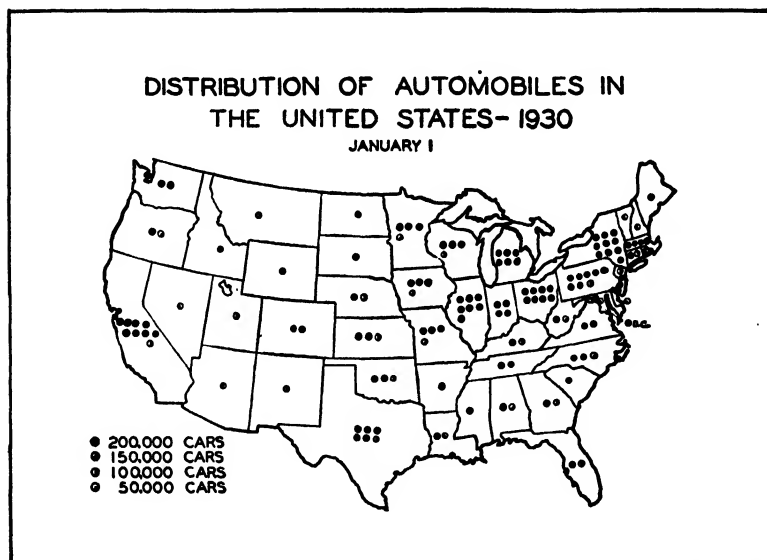 DISTRIBUTION OF AUTOMOBILES IN
THE UNITED STATES-1930
JANUARY 1
D.C.
200,000 CARS
150,000 CARS
100,000 CARS
50,000 CARS